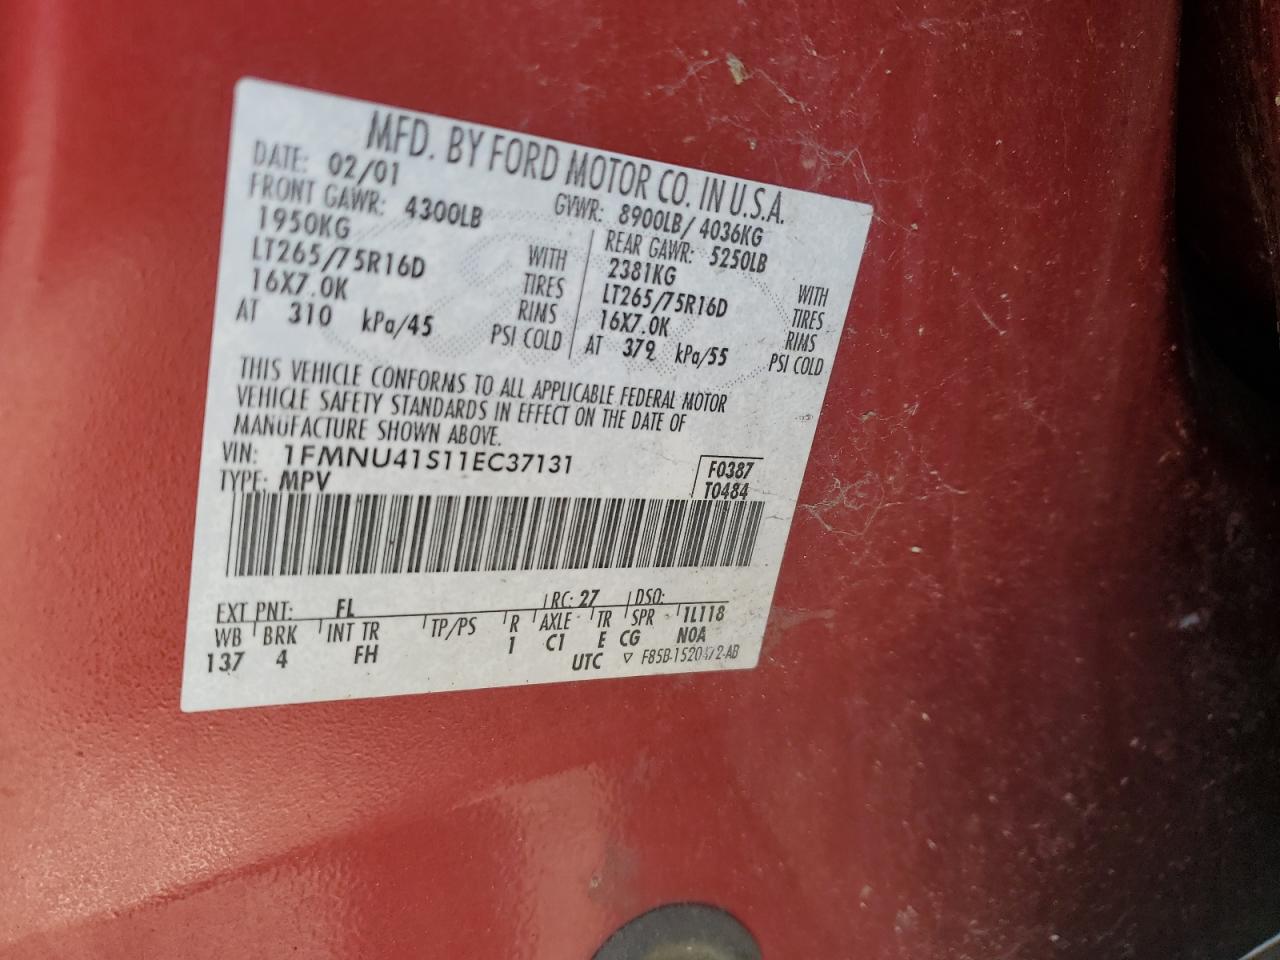 MFD. BY FORD MOTOR CO. IN U.S.A.
DATE: 02/01 GVWR: 8900LB/ 4036KG
FRONT GAWR: 4300LB REAR GAWR: 5250LB
1950KG WITH 2381KG WITH
LT265/75R16D TIRES LT265/75R16D TIRES
16X7.0K RIMS 16X7.0K RIMS
AT 310 kPa/45 PSI COLD AT 379 kPa/55 PSI COLD
THIS VEHICLE CONFORMS TO ALL APPLICABLE FEDERAL MOTOR
VEHICLE SAFETY STANDARDS IN EFFECT ON THE DATE OF
MANUFACTURE SHOWN ABOVE.
VIN: 1FMNU41S11EC37131 F0387
TYPE: MPV T0484
EXT PNT: FL RC: 27 DSO:
WB BRK INT TR TP/PS R AXLE TR SPR 1L118
137 4 FH 1 C1 E CG NOA
UTC ▽ F85B-1520472-AB